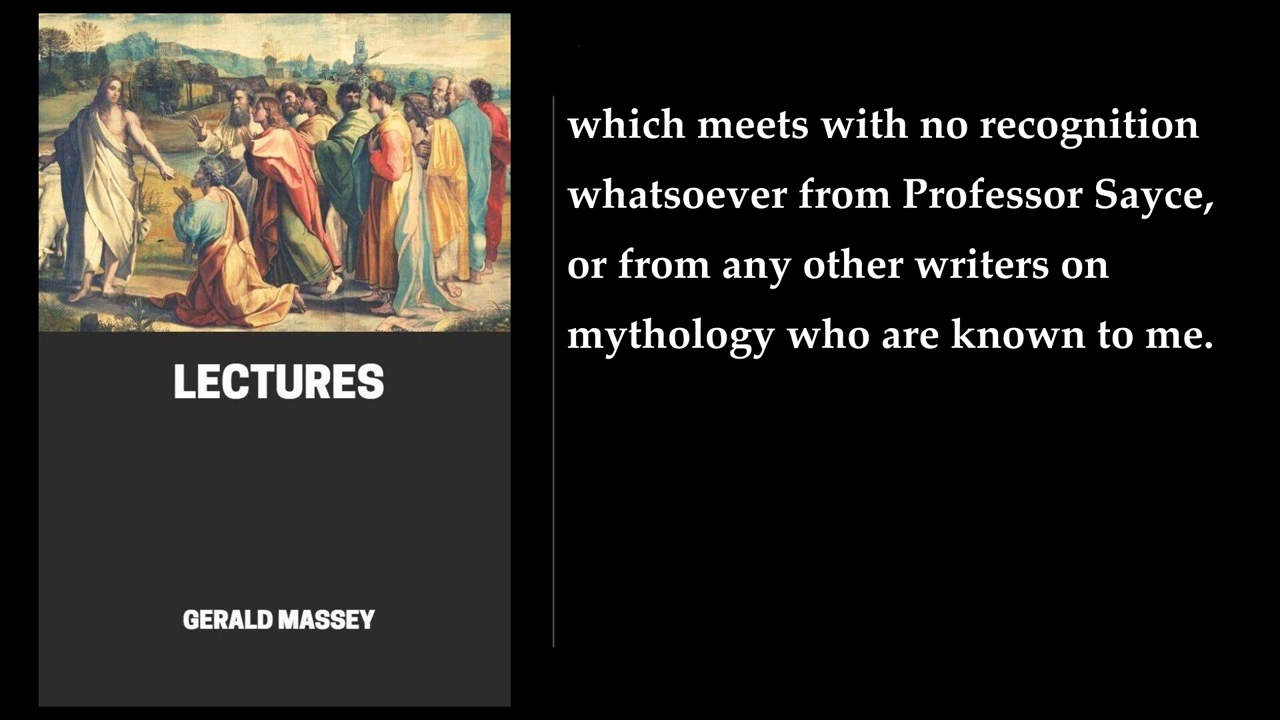 LECTURES
GERALD MASSEY
which meets with no recognition
whatsoever from Professor Sayce,
or from any other writers on
mythology who are known to me.